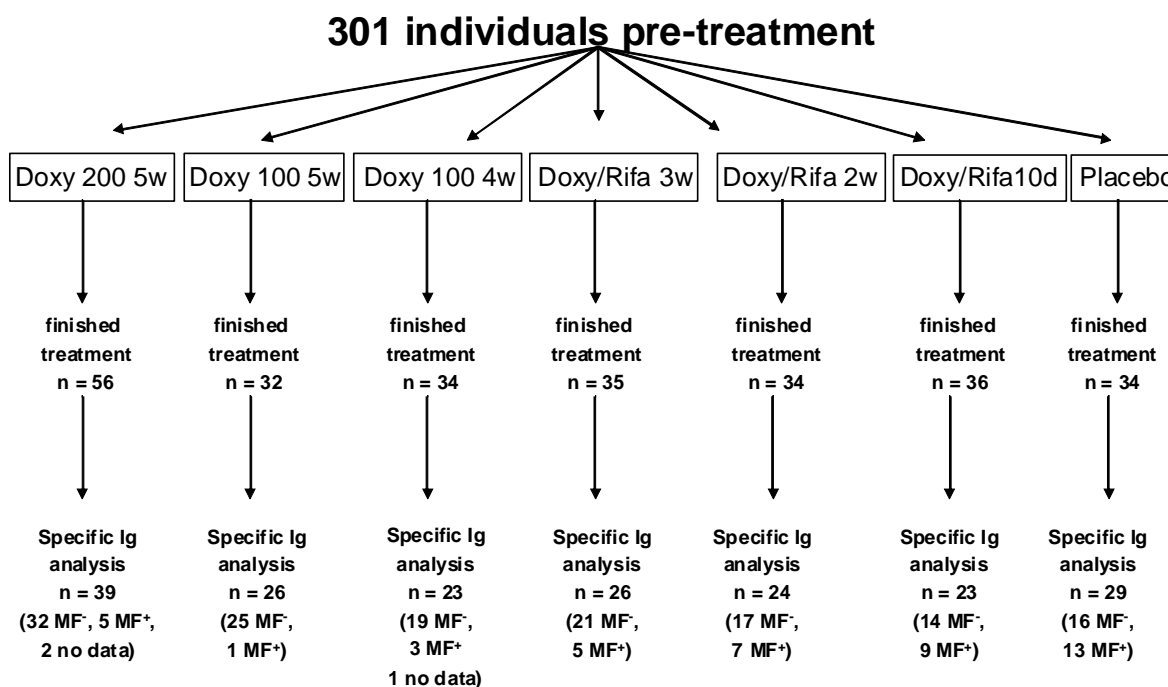 301 individuals pre-treatment
Doxy 200 5w
Doxy 100 5w
Doxy 100 4w
Doxy/Rifa 3w
Doxy/Rifa 2w
Doxy/Rifa10d
Placebo
finished
treatment
n = 56
finished
treatment
n = 32
finished
treatment
n = 34
finished
treatment
n = 35
finished
treatment
n = 34
finished
treatment
n = 36
finished
treatment
n = 34
Specific Ig
analysis
n = 39
(32 MF⁻, 5 MF⁺,
2 no data)
Specific Ig
analysis
n = 26
(25 MF⁻,
1 MF⁺)
Specific Ig
analysis
n = 23
(19 MF⁻,
3 MF⁺
1 no data)
Specific Ig
analysis
n = 26
(21 MF⁻,
5 MF⁺)
Specific Ig
analysis
n = 24
(17 MF⁻,
7 MF⁺)
Specific Ig
analysis
n = 23
(14 MF⁻,
9 MF⁺)
Specific Ig
analysis
n = 29
(16 MF⁻,
13 MF⁺)